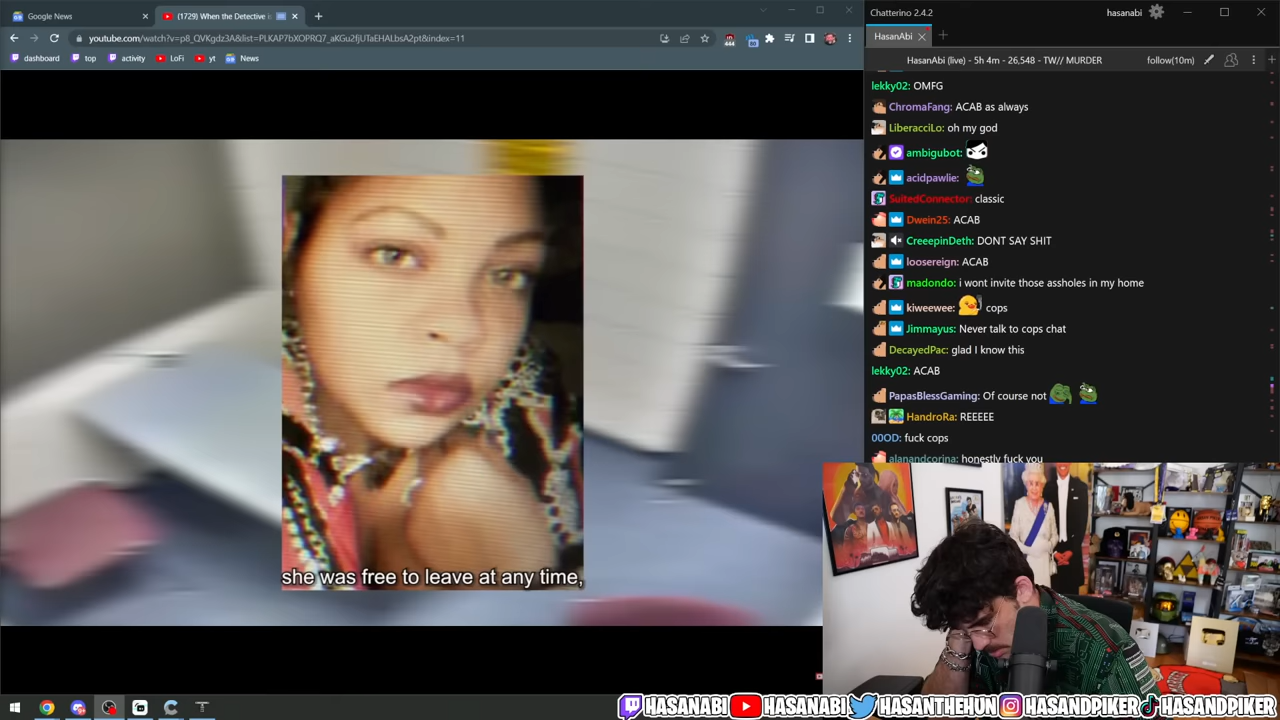 Google News
(1729) When the Detective i
youtube.com/watch?v=p8_QVKgdz3A&list=PLKAP7bXOPRQ7_aKGu2fjUTaEHALbsA2pt&index=11
444
60
dashboard
top
activity
LoFi
yt
News
she was free to leave at any time,
Chatterino 2.4.2
hasanabi
HasanAbi
HasanAbi (live) - 5h 4m - 26,548 - TW// MURDER
follow(10m)
lekky02: OMFG
ChromaFang: ACAB as always
LiberacciLo: oh my god
ambigubot:
acidpawlie:
SuitedConnector: classic
Dwein25: ACAB
CreeepinDeth: DONT SAY SHIT
loosereign: ACAB
madondo: i wont invite those assholes in my home
kiweewee: cops
Jimmayus: Never talk to cops chat
DecayedPac: glad I know this
lekky02: ACAB
PapasBlessGaming: Of course not
HandroRa: REEEEE
00OD: fuck cops
alanandcorina: honestly fuck you
HASANABI HASANABI HASANTHEHUN HASANDPIKER HASANDPIKER